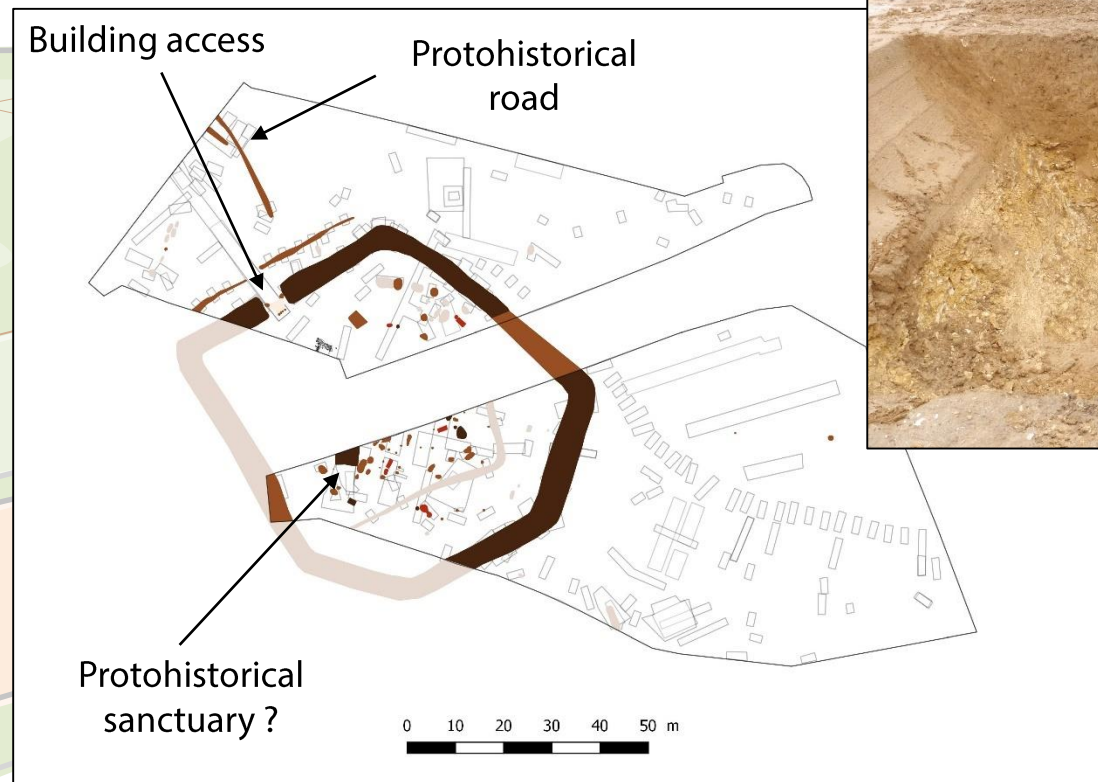 Building access
Protohistorical
road
Protohistorical
sanctuary ?
0 10 20 30 40 50 m